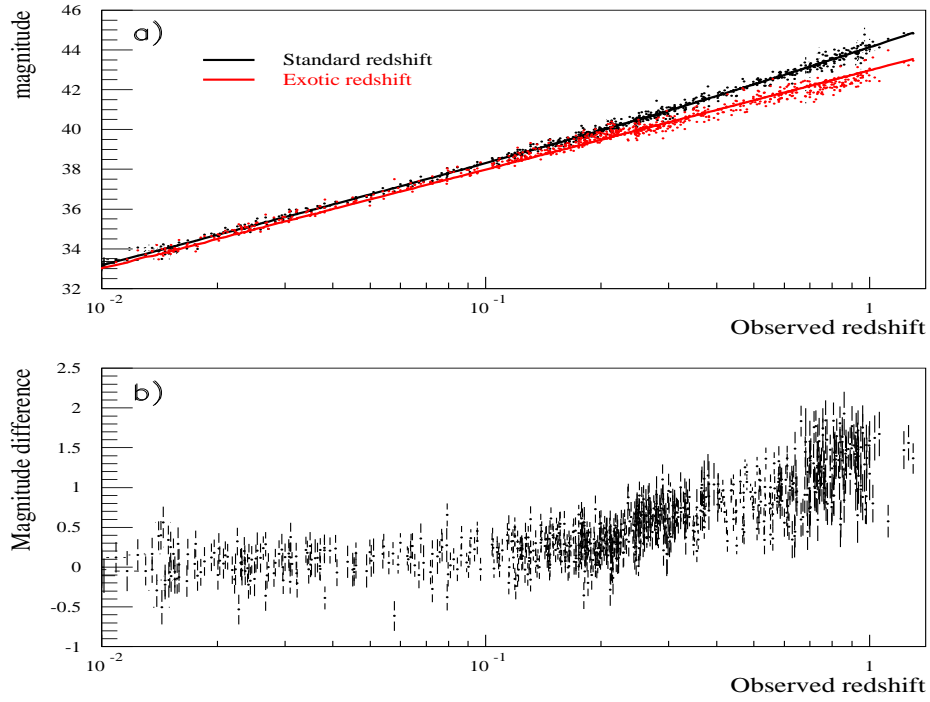 46
44
42
40
38
36
34
32
magnitude
a)
Standard redshift
Exotic redshift
10 -2
10 -1
1
Observed redshift
2.5
2
1.5
1
0.5
0
-0.5
-1
Magnitude difference
b)
10 -2
10 -1
1
Observed redshift